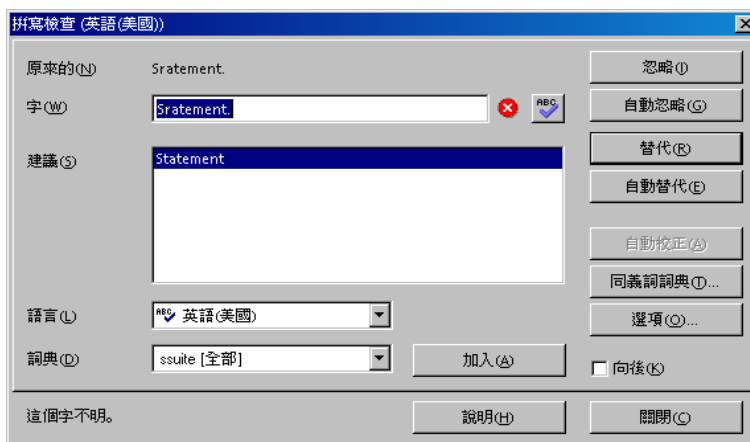 拼寫檢查 (英語(美國))
原來的(N) Sratement. 忽略(I)
字(W) Sratement. ABC 自動忽略(G)
建議(S) Statement 替代(R)
自動替代(E)
自動校正(A)
同義詞詞典(T)...
語言(L) ABC 英語(美國) 選項(O)...
詞典(D) ssuite [全部] 加入(A) 向後(K)
這個字不明。 說明(H) 關閉(C)